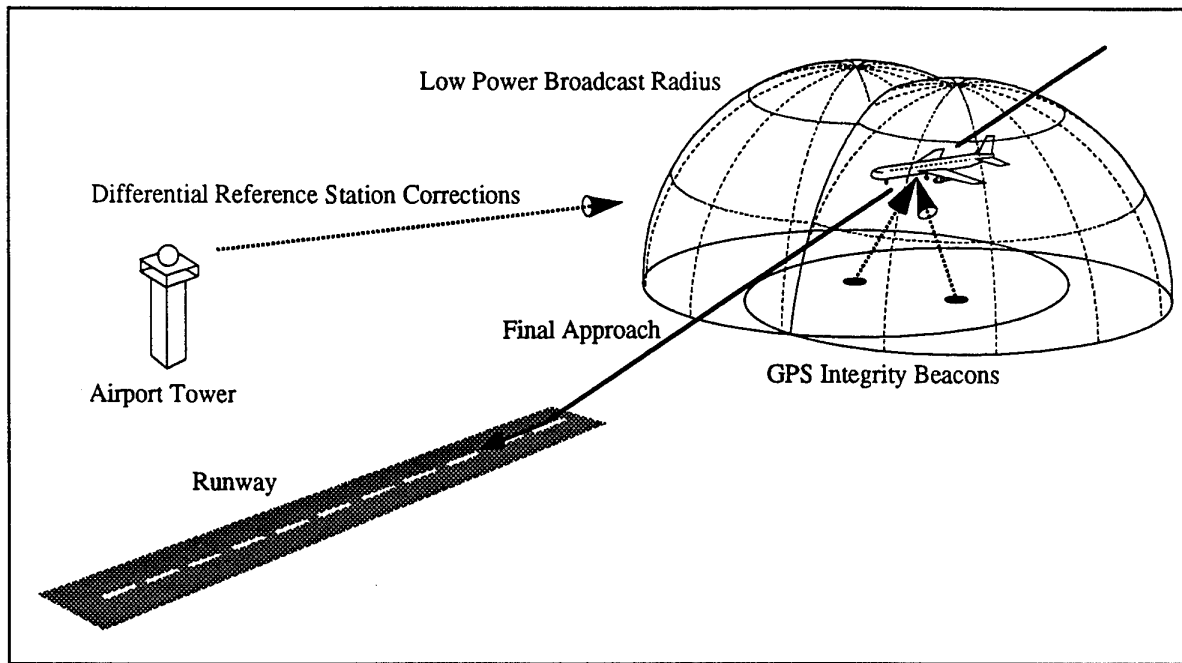 Low Power Broadcast Radius
Differential Reference Station Corrections
Final Approach
GPS Integrity Beacons
Airport Tower
Runway